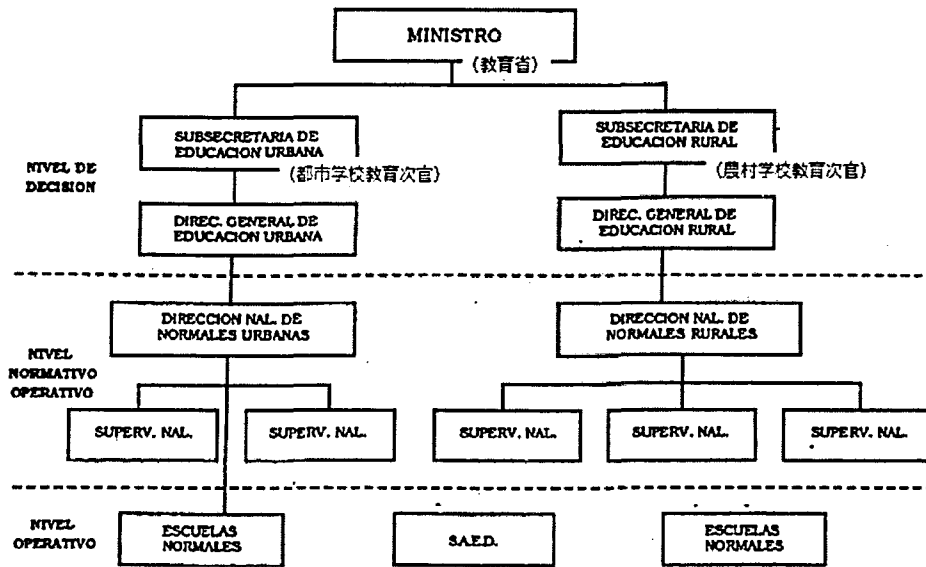 MINISTRO
(教育省)
SUBSECRETARIA DE
EDUCACION URBANA
(都市学校教育次官)
SUBSECRETARIA DE
EDUCACION RURAL
(農村学校教育次官)
NIVEL DE
DECISION
DIREC. GENERAL DE
EDUCACION URBANA
DIREC. GENERAL DE
EDUCACION RURAL
DIRECCION NAL. DE
NORMALES URBANAS
DIRECCION NAL. DE
NORMALES RURALES
NIVEL
NORMATIVO
OPERATIVO
SUPERV. NAL.
SUPERV. NAL.
SUPERV. NAL.
SUPERV. NAL.
SUPERV. NAL.
NIVEL
OPERATIVO
ESCUELAS
NORMALES
S.A.E.D.
ESCUELAS
NORMALES